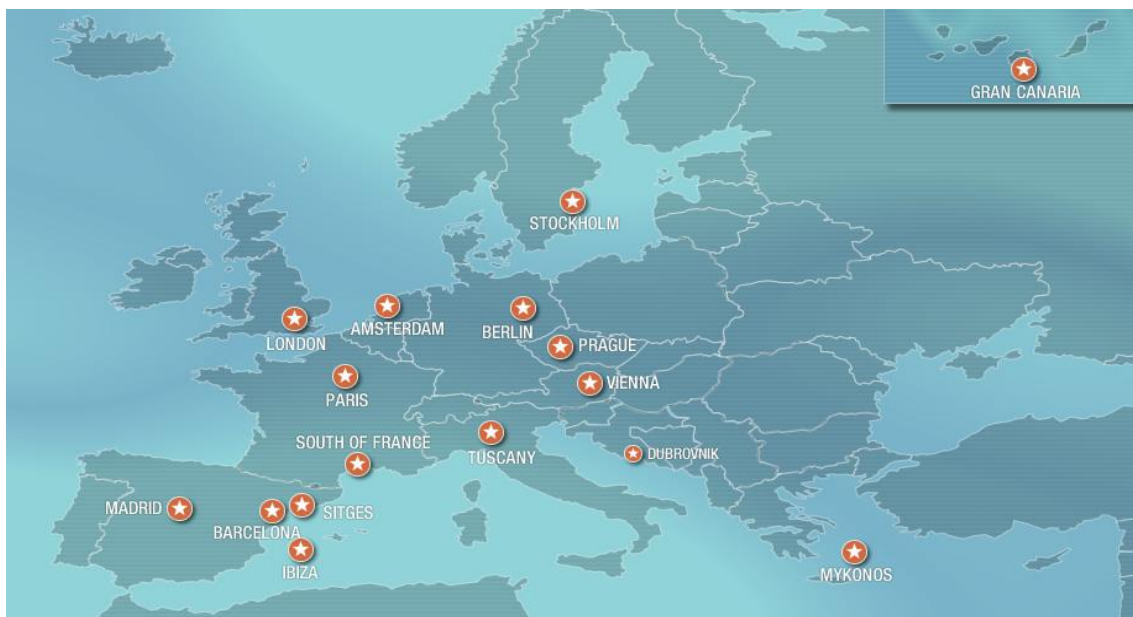 GRAN CANARIA
STOCKHOLM
LONDON
AMSTERDAM
BERLIN
PRAGUE
PARIS
VIENNA
SOUTH OF FRANCE
TUSCANY
DUBROVNIK
MADRID
SITGES
BARCELONA
IBIZA
MYKONOS